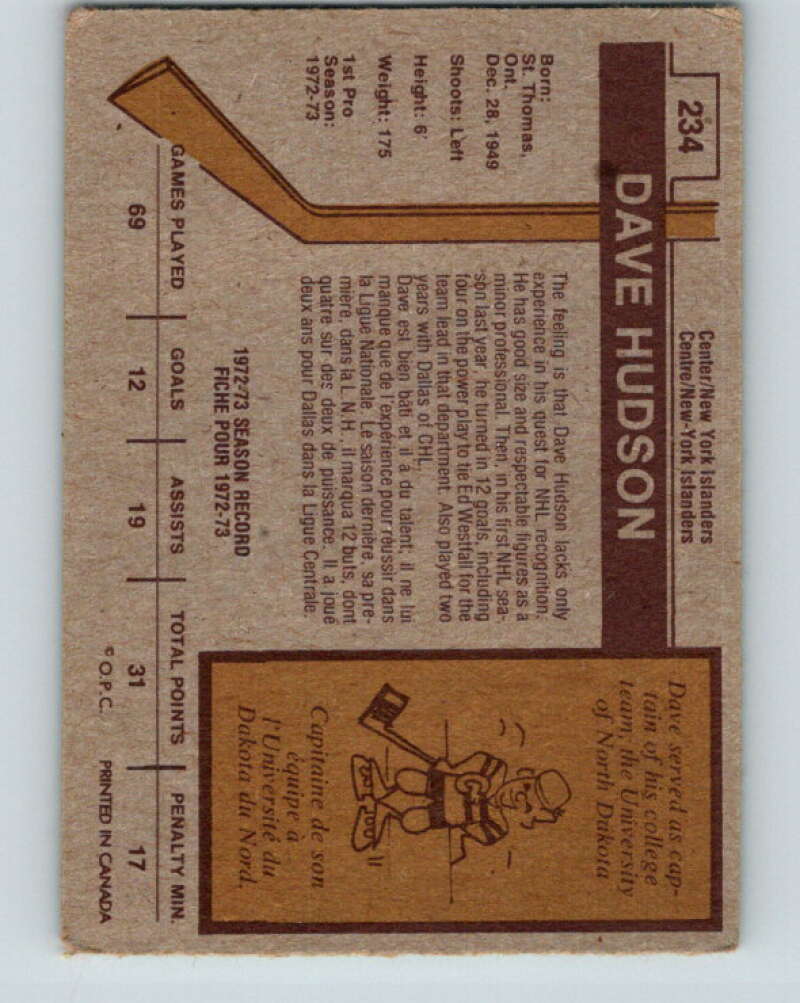 234
Center/New York Islanders
Centre/New-York Islanders
DAVE HUDSON
Born:
St. Thomas,
Ont.
Dec. 28, 1949
Shoots: Left
Height: 6'
Weight: 175
1st Pro
Season:
1972-73
The feeling is that Dave Hudson lacks only
experience in his quest for NHL recognition.
He has good size and respectable figures as a
minor professional. Then, in his first NHL sea-
son last year, he turned in 12 goals, including
four on the power play to tie Ed Westfall for the
team lead in that department. Also played two
years with Dallas of CHL.
Dave est bien bâti et il a du talent; il ne lui
manque que de l'expérience pour réussir dans
la Ligue Nationale. Le saison dernière, sa pre-
mière, dans la L.N.H., il marqua 12 buts, dont
quatre sur des deux de puissance. Il a joué
deux ans pour Dallas dans la Ligue Centrale.
Dave served as cap-
tain of his college
team, the University
of North Dakota
C
Capitaine de son
équipe à
l'Université du
Dakota du Nord.
1972-73 SEASON RECORD
FICHE POUR 1972-73
GAMES PLAYED GOALS ASSISTS TOTAL POINTS PENALTY MIN.
69 12 19 31 17
© O.P.C. PRINTED IN CANADA